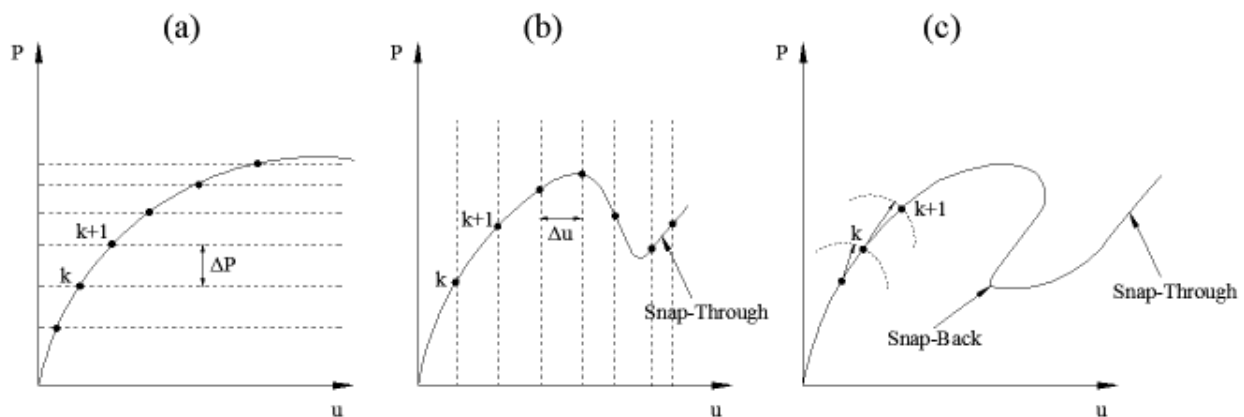 (a)
P
k+1
k
ΔP
u
(b)
P
k+1
k
Δu
Snap-Through
u
(c)
P
k+1
k
Snap-Through
Snap-Back
u